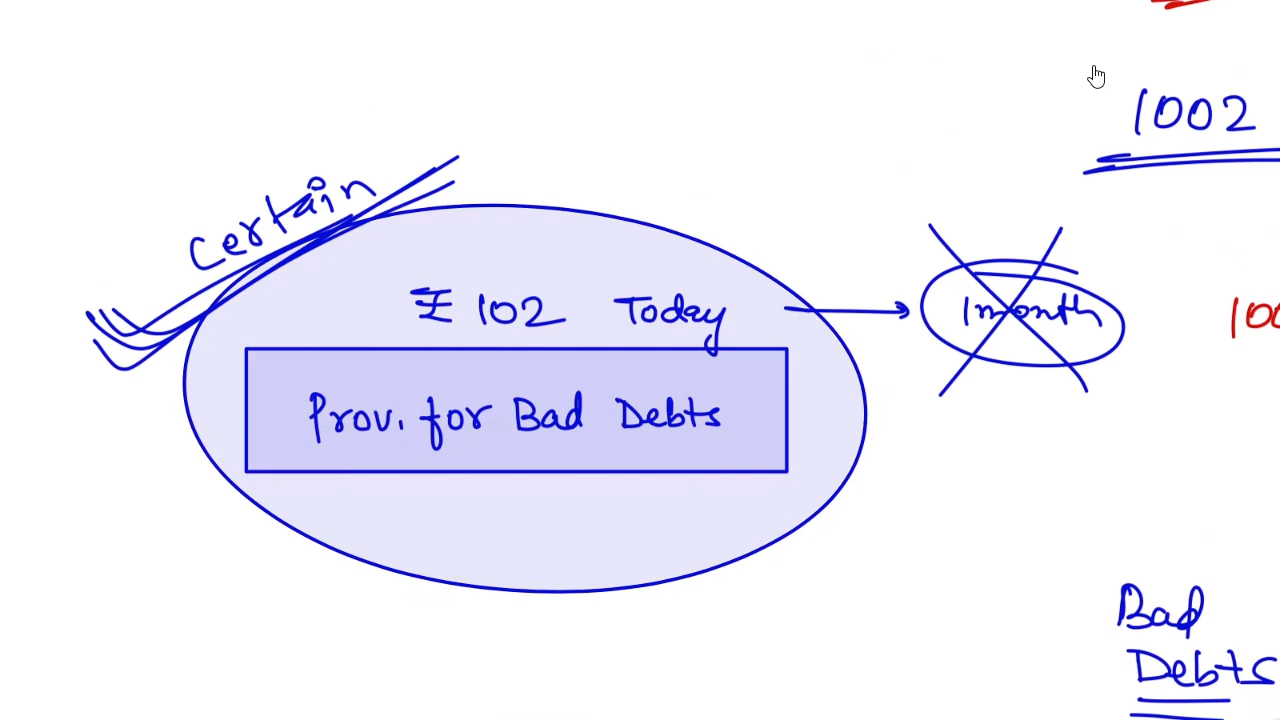 1002
Certain
₹ 102 Today
1month
Prov. for Bad Debts
Bad
Debts